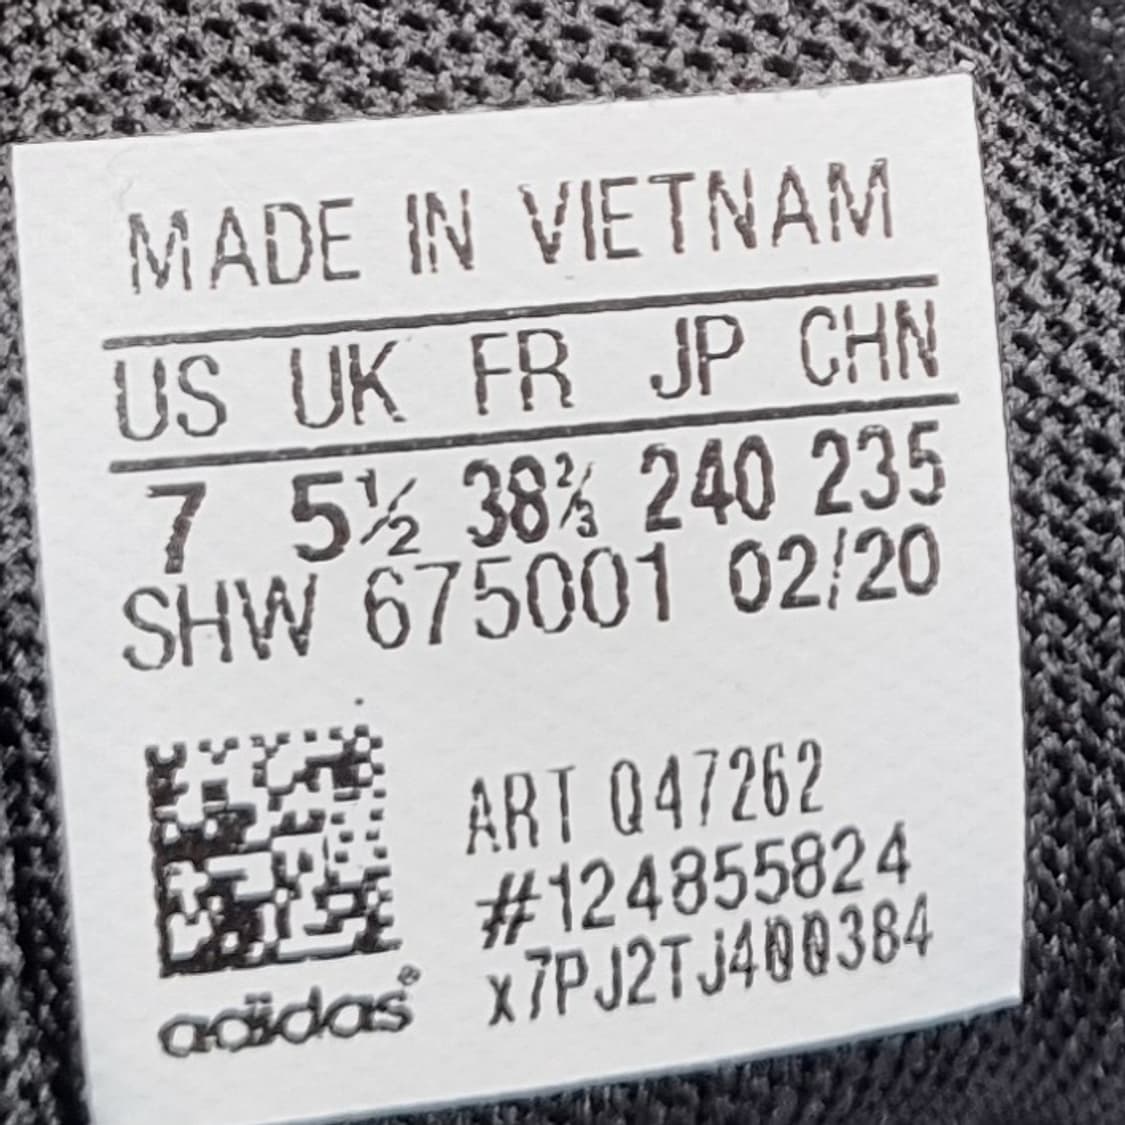 MADE IN VIETNAM
US UK FR JP CHN
7 5½ 38⅔ 240 235
SHW 675001 02/20
ART Q47262
#124855824
x7PJ2TJ400384
adidas®